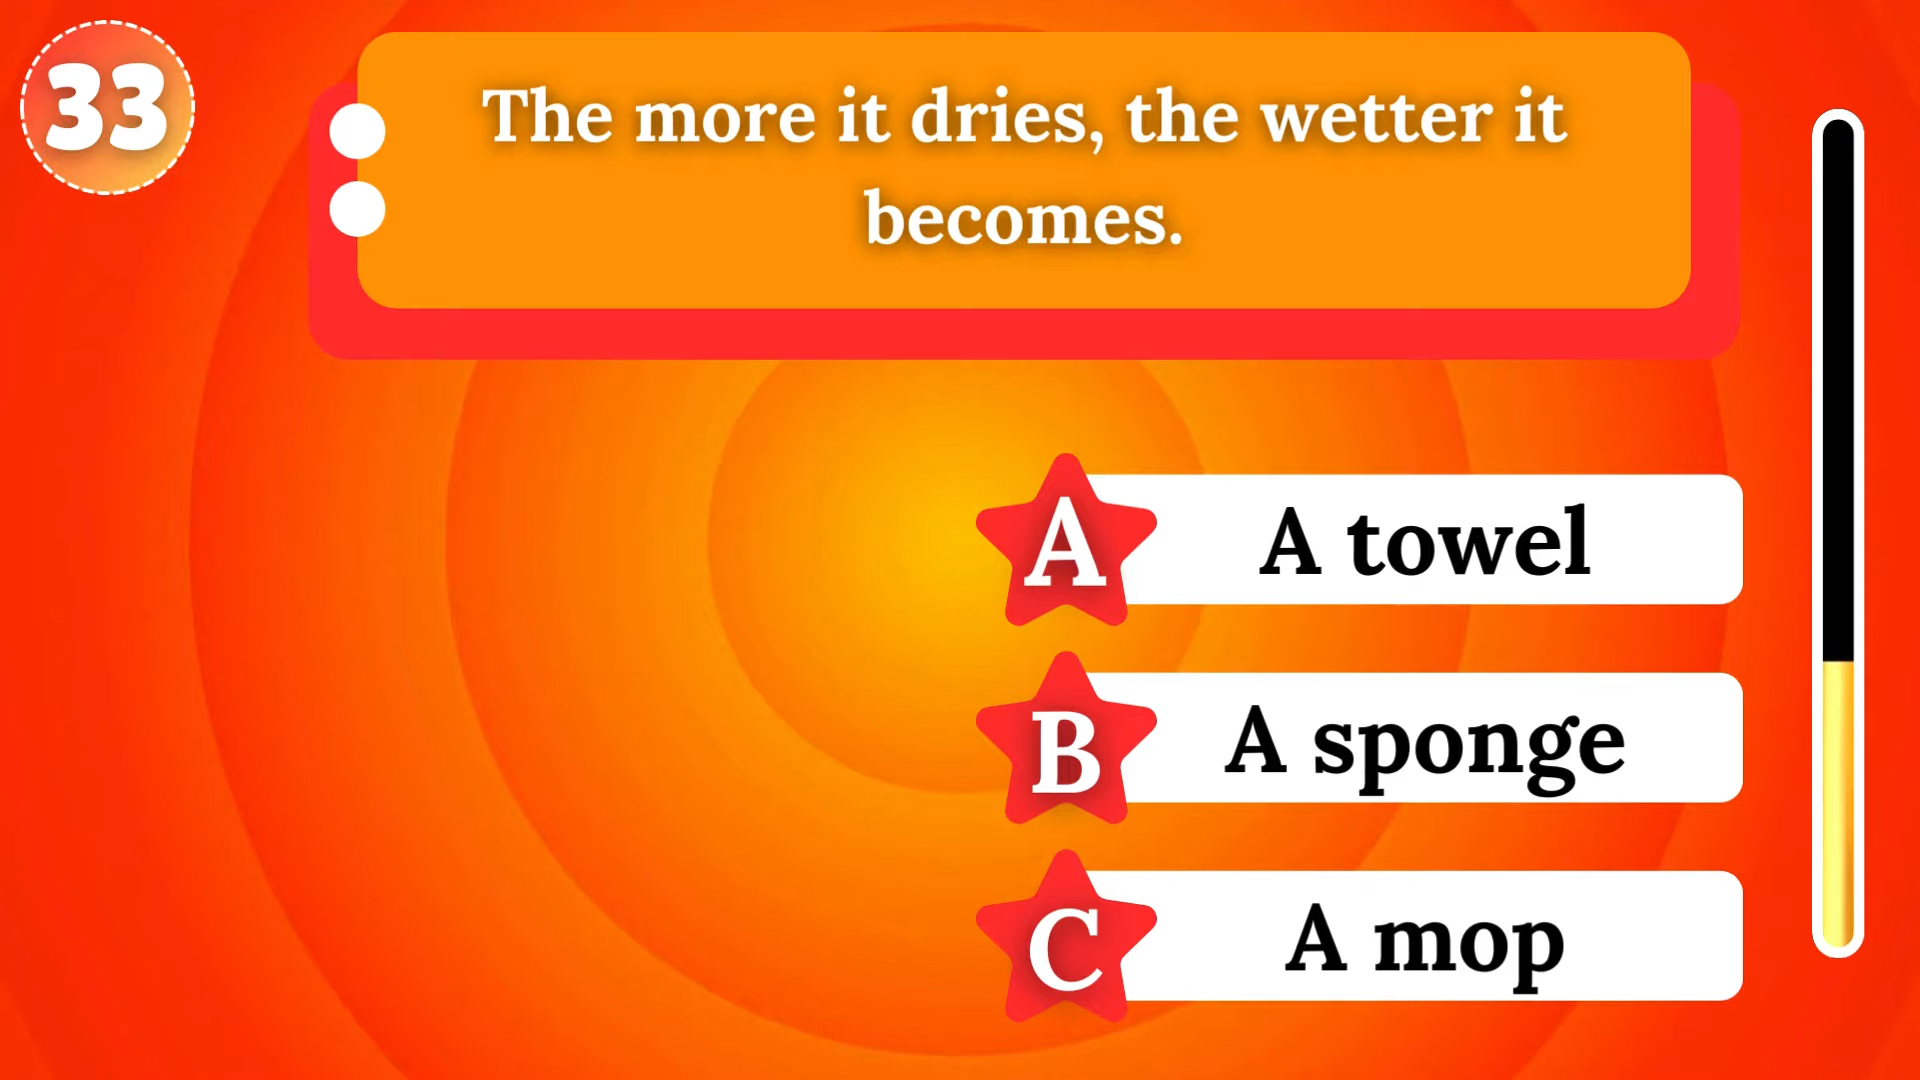 33
The more it dries, the wetter it
becomes.
A A towel
B A sponge
C A mop